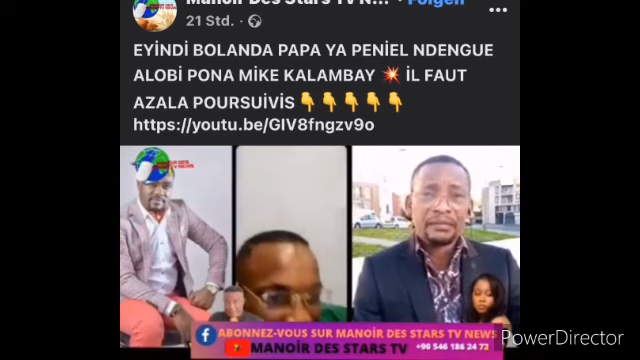 Manoir Des Stars TV N... · Folgen
21 Std. ·
EYİNDİ BOLANDA PAPA YA PENİEL NDENGUE
ALOBİ PONA MİKE KALAMBAY 💥 İL FAUT
AZALA POURSUİVİS👇👇👇👇👇
https://youtu.be/GIV8fngzv9o
ABONNEZ-VOUS SUR MANOİR DES STARS TV NEWS
MANOİR DES STARS TV
+90 546 186 24 72
PowerDirector